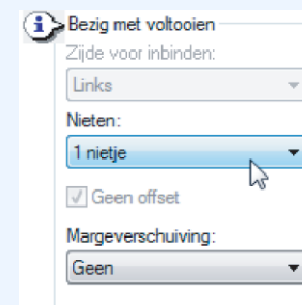 Bezig met voltooien
Zijde voor inbinden:
Links
Nieten:
1 nietje
Geen offset
Margeverschuiving:
Geen